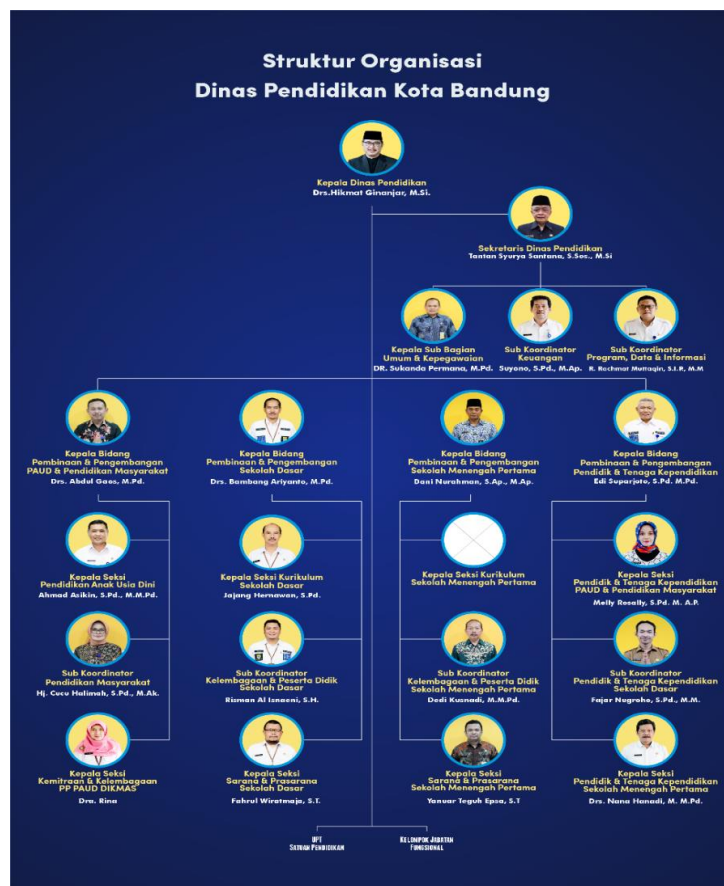 Struktur Organisasi
Dinas Pendidikan Kota Bandung
Kepala Dinas Pendidikan
Drs.Hikmat Ginanjar, M.Si.
Sekretaris Dinas Pendidikan
Tantan Syurya Santana, S.Sos., M.Si
Kepala Sub Bagian
Umum & Kepegawaian
DR. Sukanda Permana, M.Pd.
Sub Koordinator
Keuangan
Suyono, S.Pd., M.Ap.
Sub Koordinator
Program, Data & Informasi
R. Rochmat Muttaqin, S.I.P, M.M
Kepala Bidang
Pembinaan & Pengembangan
PAUD & Pendidikan Masyarakat
Drs. Abdul Gaos, M.Pd.
Kepala Bidang
Pembinaan & Pengembangan
Sekolah Dasar
Drs. Bambang Ariyanto, M.Pd.
Kepala Bidang
Pembinaan & Pengembangan
Sekolah Menengah Pertama
Dani Nurahman, S.Ap., M.Ap.
Kepala Bidang
Pembinaan & Pengembangan
Pendidik & Tenaga Kependidikan
Edi Suparjoto, S.Pd. M.Pd.
Kepala Seksi
Pendidikan Anak Usia Dini
Ahmad Asikin, S.Pd., M.M.Pd.
Kepala Seksi Kurikulum
Sekolah Dasar
Jajang Hernawan, S.Pd.
Kepala Seksi Kurikulum
Sekolah Menengah Pertama
Kepala Seksi
Pendidik & Tenaga Kependidikan
PAUD & Pendidikan Masyarakat
Melly Rosally, S.Pd. M. A.P.
Sub Koordinator
Pendidikan Masyarakat
Hj. Cucu Halimah, S.Pd., M.Ak.
Sub Koordinator
Kelembagaan & Peserta Didik
Sekolah Dasar
Risman Al Isnaeni, S.H.
Sub Koordinator
Kelembagaan & Peserta Didik
Sekolah Menengah Pertama
Dedi Kusnadi, M.M.Pd.
Sub Koordinator
Pendidik & Tenaga Kependidikan
Sekolah Dasar
Fajar Nugroho, S.Pd., M.M.
Kepala Seksi
Kemitraan & Kelembagaan
PP PAUD DIKMAS
Dra. Rina
Kepala Seksi
Sarana & Prasarana
Sekolah Dasar
Fahrul Wiratmaja, S.T.
Kepala Seksi
Sarana & Prasarana
Sekolah Menengah Pertama
Yanuar Teguh Epsa, S.T
Kepala Seksi
Pendidik & Tenaga Kependidikan
Sekolah Menengah Pertama
Drs. Nana Hanadi, M. MPd.
UPT
Satuan Pendidikan
Kelompok Jabatan
Fungsional